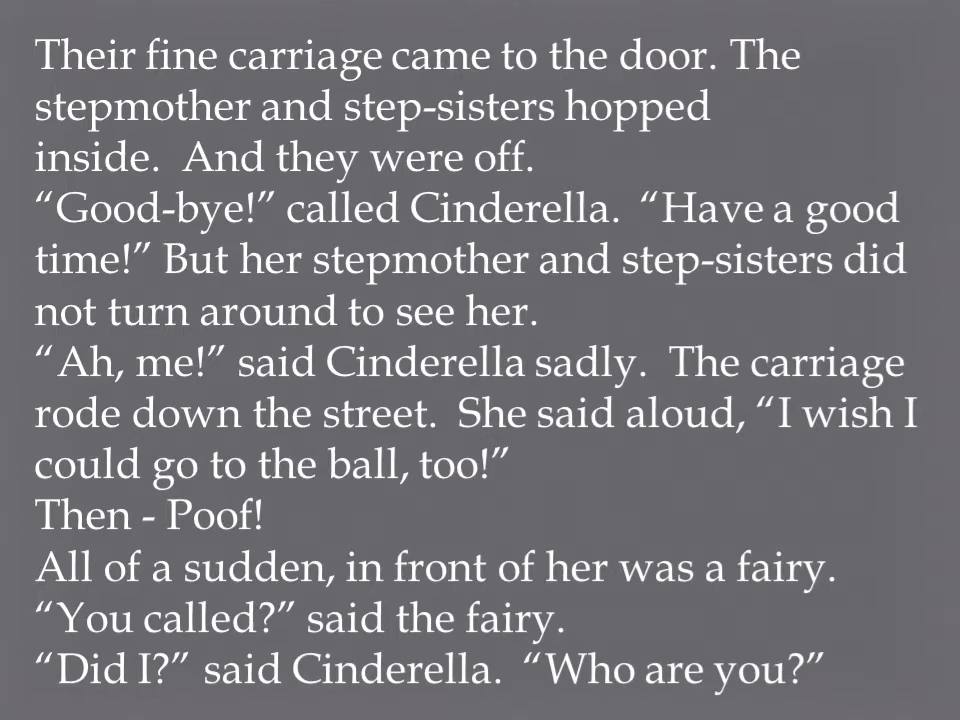 Their fine carriage came to the door. The
stepmother and step-sisters hopped
inside.  And they were off.
“Good-bye!” called Cinderella.  “Have a good
time!” But her stepmother and step-sisters did
not turn around to see her.
“Ah, me!” said Cinderella sadly.  The carriage
rode down the street.  She said aloud, “I wish I
could go to the ball, too!”
Then - Poof!
All of a sudden, in front of her was a fairy.
“You called?” said the fairy.
“Did I?” said Cinderella.  “Who are you?”